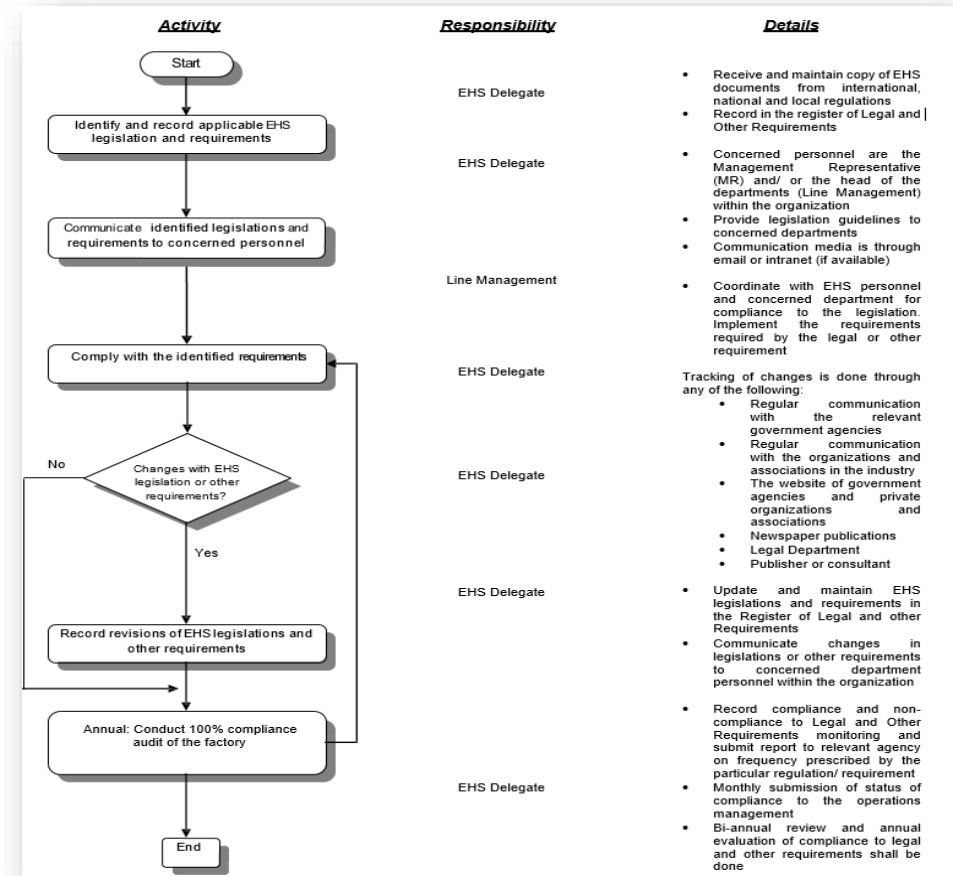 Activity
Responsibility
Details
Start
EHS Delegate
• Receive and maintain copy of EHS
documents from international,
national and local regulations
• Record in the register of Legal and
Other Requirements
Identify and record applicable EHS
legislation and requirements
EHS Delegate
• Concerned personnel are the
Management Representative
(MR) and/ or the head of the
departments (Line Management)
within the organization
• Provide legislation guidelines to
concerned departments
• Communication media is through
email or intranet (if available)
Communicate identified legislations and
requirements to concerned personnel
Line Management
• Coordinate with EHS personnel
and concerned department for
compliance to the legislation.
Implement the requirements
required by the legal or other
requirement
Comply with the identified requirements
EHS Delegate
Tracking of changes is done through
any of the following:
• Regular communication
with the relevant
government agencies
• Regular communication
with the organizations and
associations in the industry
• The website of government
agencies and private
organizations and
associations
• Newspaper publications
• Legal Department
• Publisher or consultant
No
Changes with EHS
legislation or other
requirements?
EHS Delegate
Yes
EHS Delegate
• Update and maintain EHS
legislations and requirements in
the Register of Legal and other
Requirements
• Communicate changes in
legislations or other requirements
to concerned department
personnel within the organization
Record revisions of EHS legislations and
other requirements
Annual: Conduct 100% compliance
audit of the factory
• Record compliance and non-
compliance to Legal and Other
Requirements monitoring and
submit report to relevant agency
on frequency prescribed by the
particular regulation/ requirement
EHS Delegate
• Monthly submission of status of
compliance to the operations
management
• Bi-annual review and annual
evaluation of compliance to legal
and other requirements shall be
done
End